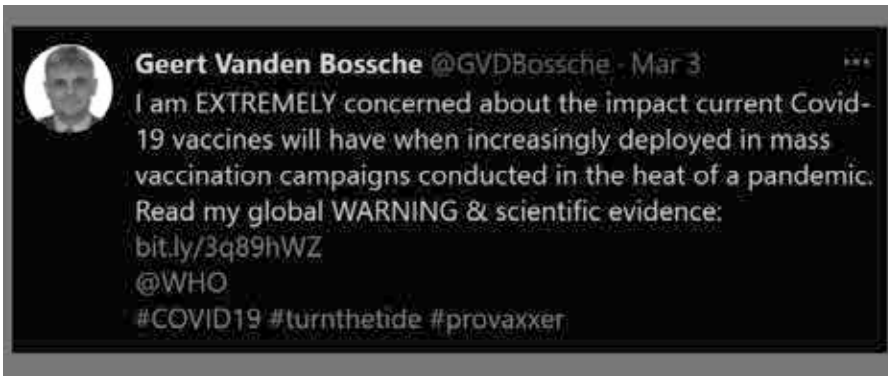 Geert Vanden Bossche @GVDBossche · Mar 3 ...
I am EXTREMELY concerned about the impact current Covid-
19 vaccines will have when increasingly deployed in mass
vaccination campaigns conducted in the heat of a pandemic.
Read my global WARNING & scientific evidence:
bit.ly/3q89hWZ
@WHO
#COVID19 #turnthetide #provaxxer